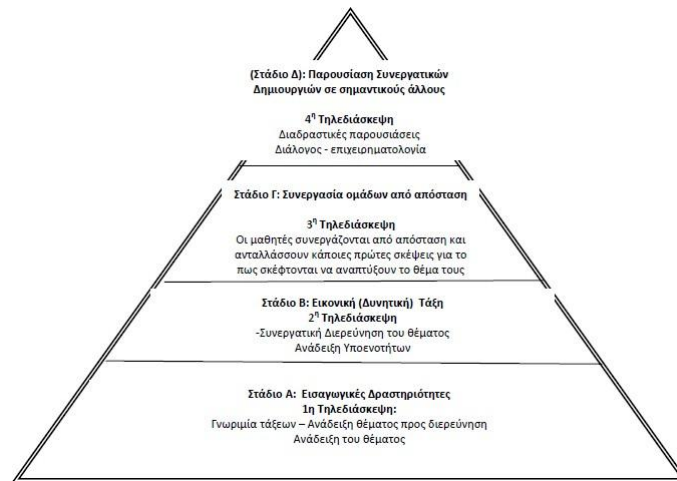 (Στάδιο Δ): Παρουσίαση Συνεργατικών
Δημιουργιών σε σημαντικούς άλλους
4η Τηλεδιάσκεψη
Διαδραστικές παρουσιάσεις
Διάλογος - επιχειρηματολογία
Στάδιο Γ: Συνεργασία ομάδων από απόσταση
3η Τηλεδιάσκεψη
Οι μαθητές συνεργάζονται από απόσταση και
ανταλλάσσουν κάποιες πρώτες σκέψεις για το
πως σκέφτονται να αναπτύξουν το θέμα τους
Στάδιο Β: Εικονική (Δυνητική) Τάξη
2η Τηλεδιάσκεψη
-Συνεργατική Διερεύνηση του θέματος
Ανάδειξη Υποενοτήτων
Στάδιο Α: Εισαγωγικές Δραστηριότητες
1η Τηλεδιάσκεψη:
Γνωριμία τάξεων – Ανάδειξη θέματος προς διερεύνηση
Ανάδειξη του θέματος